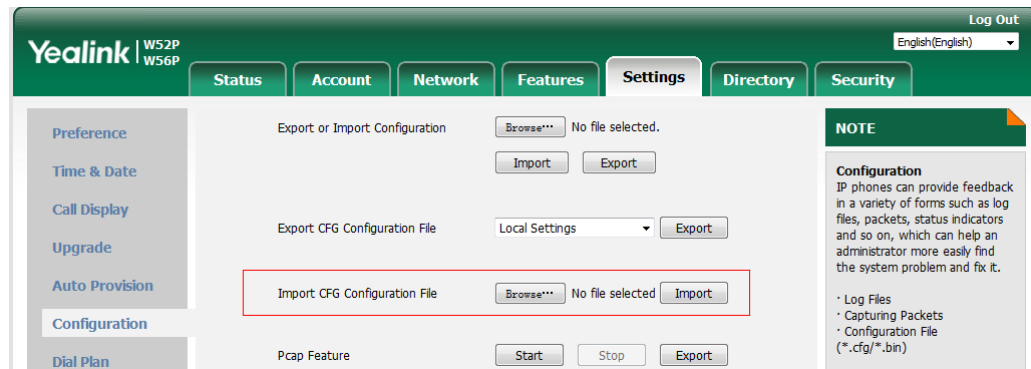 Log Out
Yealink | W52P
W56P
English(English)
Status Account Network Features Settings Directory Security
Preference
Time & Date
Call Display
Upgrade
Auto Provision
Configuration
Dial Plan
Export or Import Configuration Browse··· No file selected.
Import Export
Export CFG Configuration File Local Settings Export
Import CFG Configuration File Browse··· No file selected Import
Pcap Feature Start Stop Export
NOTE
Configuration
IP phones can provide feedback
in a variety of forms such as log
files, packets, status indicators
and so on, which can help an
administrator more easily find
the system problem and fix it.
· Log Files
· Capturing Packets
· Configuration File
(*.cfg/*.bin)